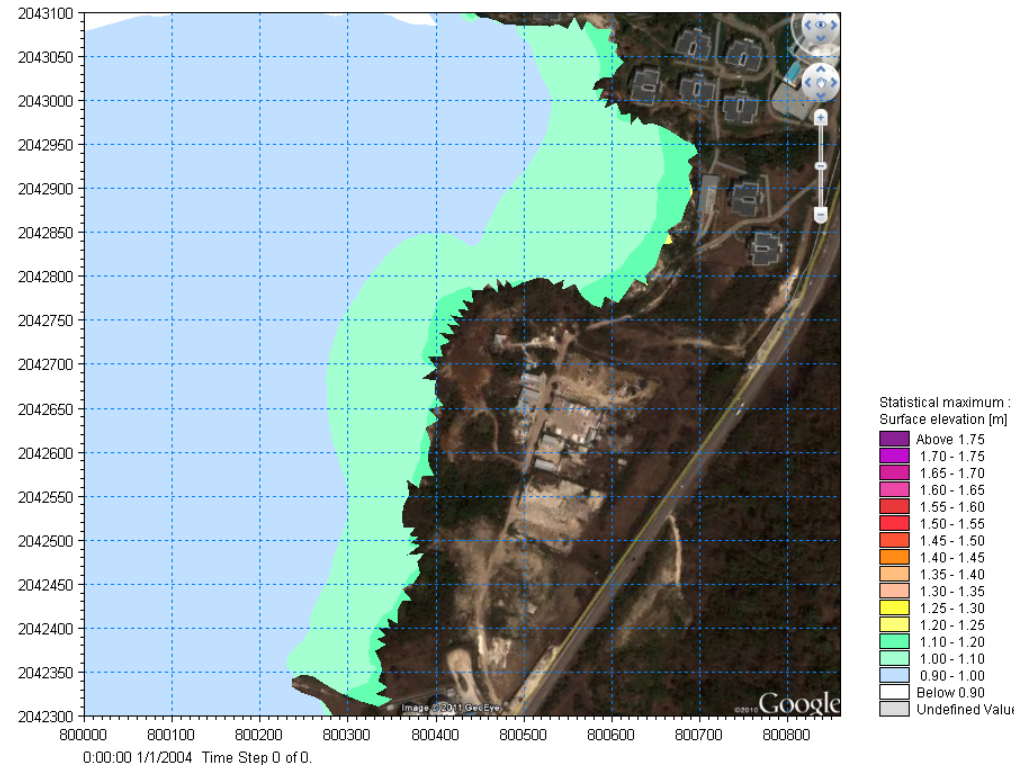 2043100
2043050
2043000
2042950
2042900
2042850
2042800
2042750
2042700
2042650
2042600
2042550
2042500
2042450
2042400
2042350
2042300
800000 800100 800200 800300 800400 800500 800600 800700 800800
0:00:00 1/1/2004 Time Step 0 of 0.
Image © 2011 GeoEye
©2010 Google
Statistical maximum :
Surface elevation [m]
Above 1.75
1.70 - 1.75
1.65 - 1.70
1.60 - 1.65
1.55 - 1.60
1.50 - 1.55
1.45 - 1.50
1.40 - 1.45
1.35 - 1.40
1.30 - 1.35
1.25 - 1.30
1.20 - 1.25
1.10 - 1.20
1.00 - 1.10
0.90 - 1.00
Below 0.90
Undefined Value